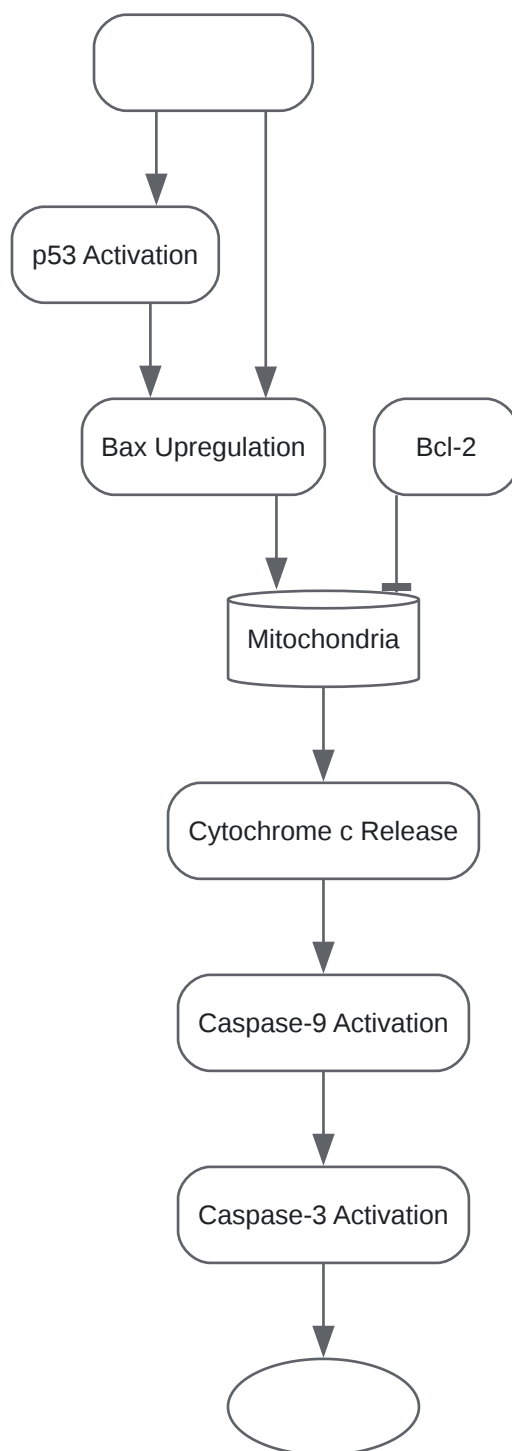 p53 Activation
Bax Upregulation
Bcl-2
Mitochondria
Cytochrome c Release
Caspase-9 Activation
Caspase-3 Activation